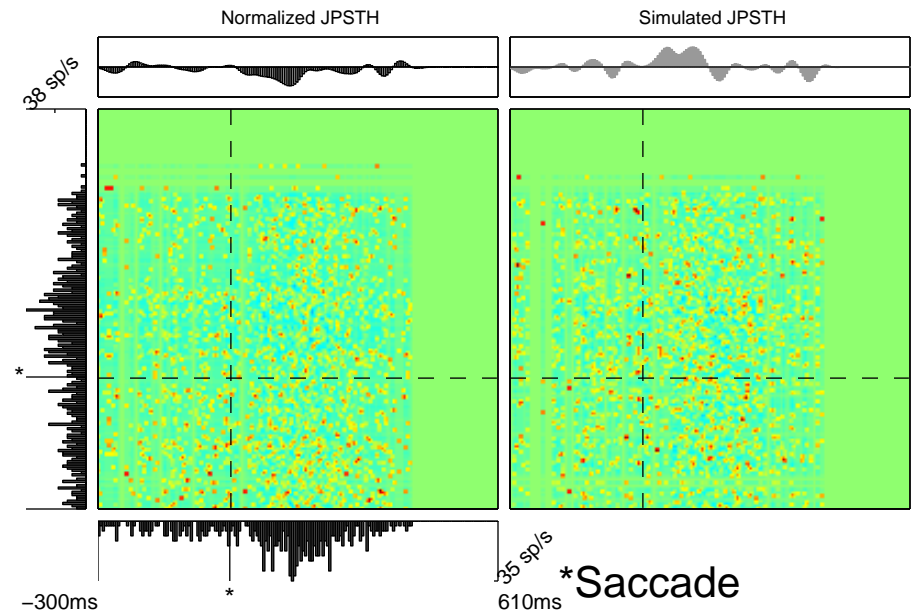 Normalized JPSTH
Simulated JPSTH
38 sp/s
*
35 sp/s
*
*Saccade
−300ms
610ms